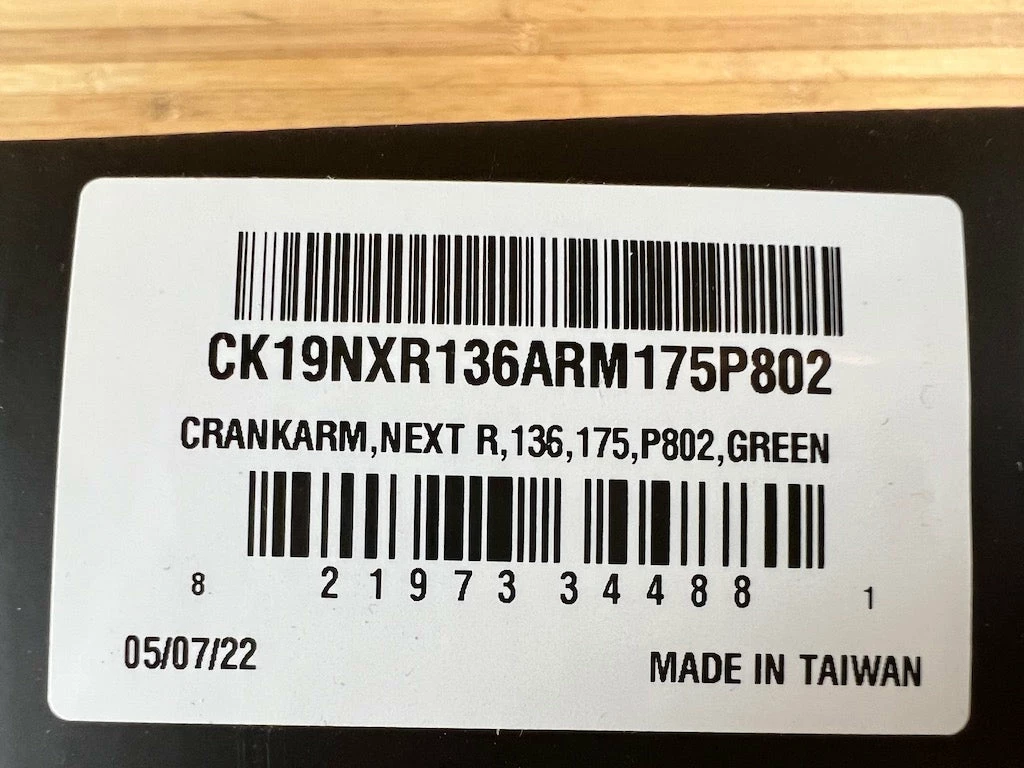 CK19NXR136ARM175P802
CRANKARM,NEXT R,136,175,P802,GREEN
8 21973 34488 1
05/07/22
MADE IN TAIWAN